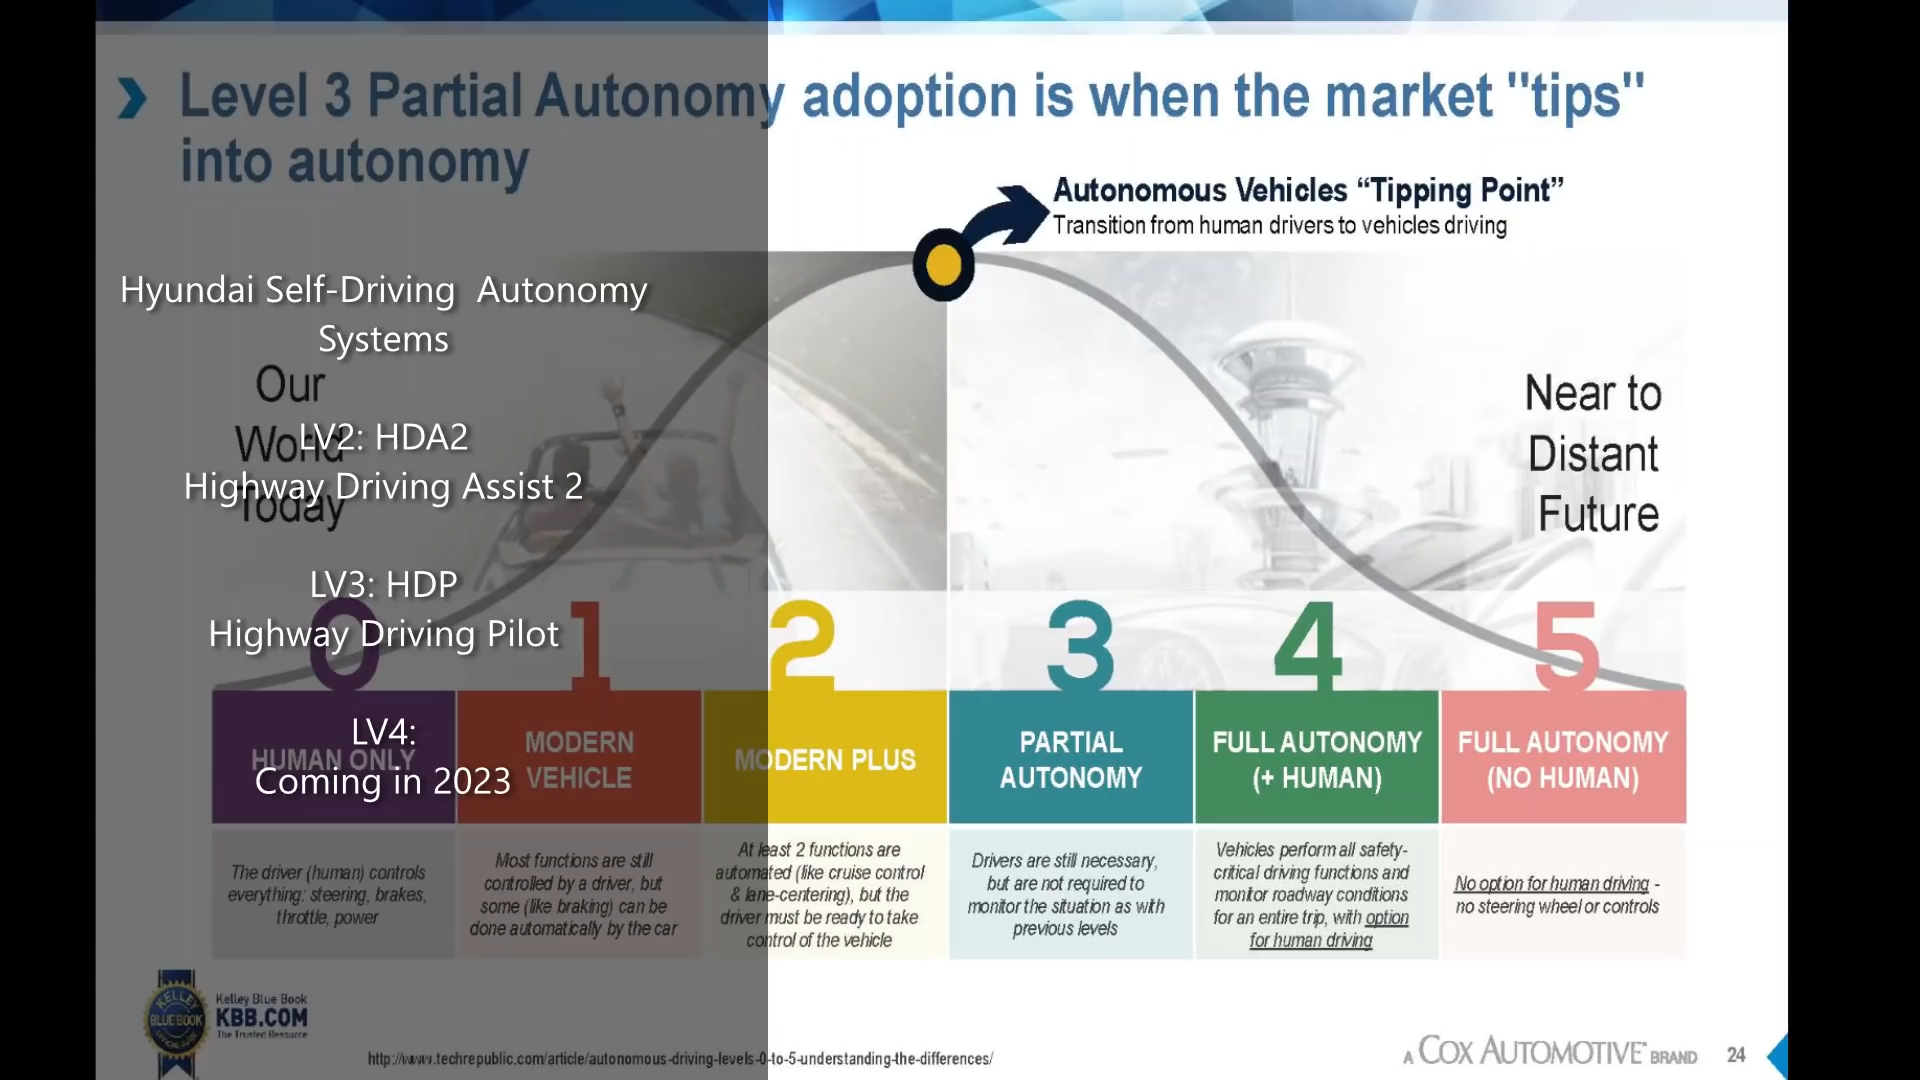 Level 3 Partial Autonomy adoption is when the market "tips"
into autonomy
Autonomous Vehicles “Tipping Point”
Transition from human drivers to vehicles driving
Hyundai Self-Driving  Autonomy
Systems
LV2: HDA2
Highway Driving Assist 2
LV3: HDP
Highway Driving Pilot
LV4:
Coming in 2023
Our
World
Today
Near to
Distant
Future
0
HUMAN ONLY
The driver (human) controls
everything: steering, brakes,
throttle, power
1
MODERN
VEHICLE
Most functions are still
controlled by a driver, but
some (like braking) can be
done automatically by the car
2
MODERN PLUS
At least 2 functions are
automated (like cruise control
& lane-centering), but the
driver must be ready to take
control of the vehicle
3
PARTIAL
AUTONOMY
Drivers are still necessary,
but are not required to
monitor the situation as with
previous levels
4
FULL AUTONOMY
(+ HUMAN)
Vehicles perform all safety-
critical driving functions and
monitor roadway conditions
for an entire trip, with option
for human driving
5
FULL AUTONOMY
(NO HUMAN)
No option for human driving -
no steering wheel or controls
KELLEY
BLUE BOOK
Kelley Blue Book
KBB.COM
The Trusted Resource
http://www.techrepublic.com/article/autonomous-driving-levels-0-to-5-understanding-the-differences/
A COX AUTOMOTIVE BRAND
24